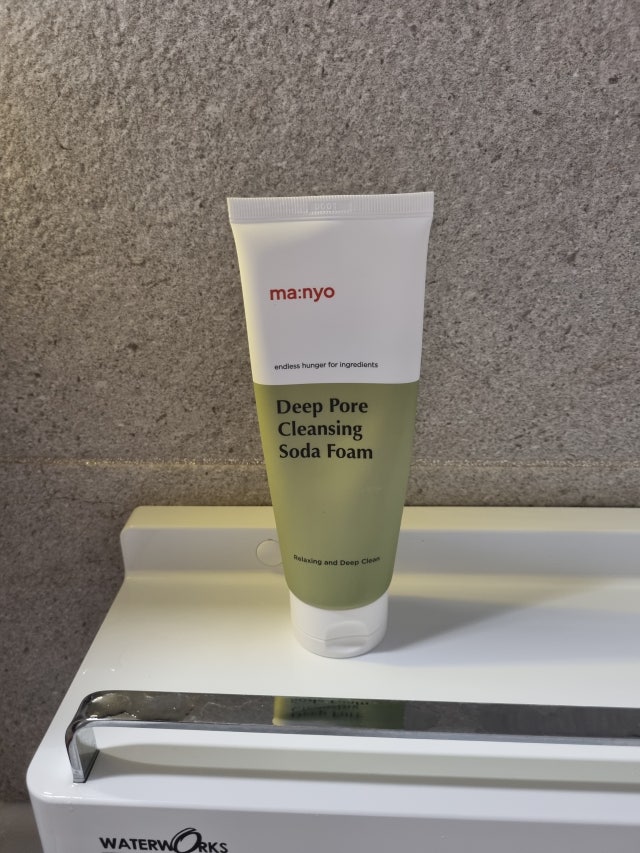 ma:nyo
endless hunger for ingredients
Deep Pore
Cleansing
Soda Foam
Relaxing and Deep Clean
WATERWORKS